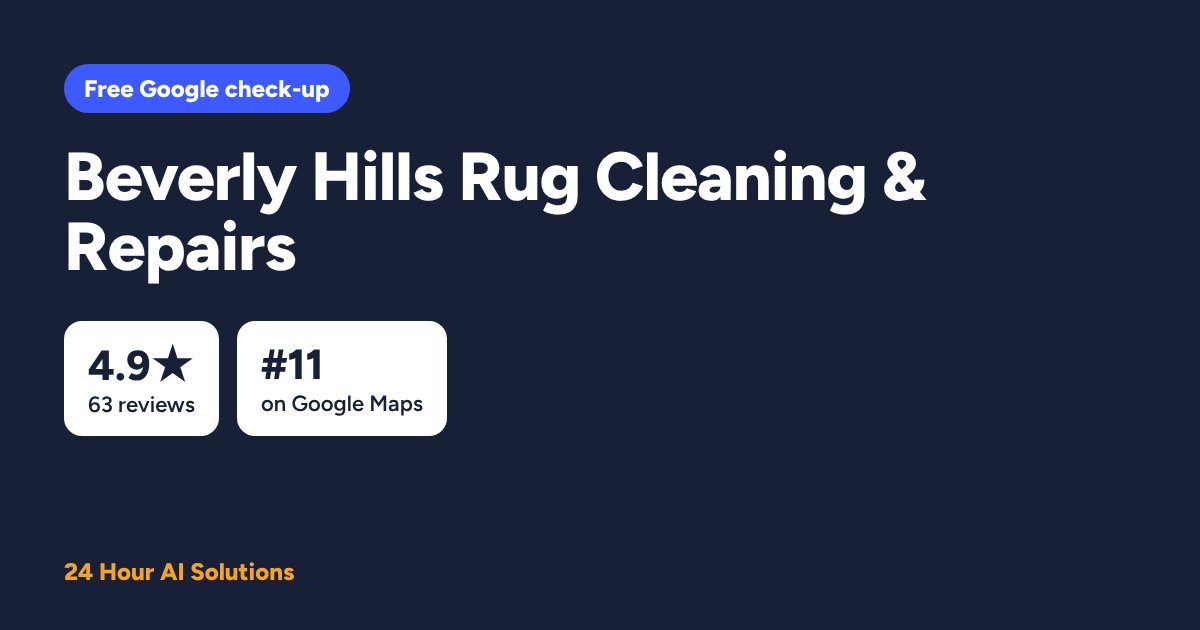 Free Google check-up
Beverly Hills Rug Cleaning &
Repairs
4.9★
63 reviews
#11
on Google Maps
24 Hour AI Solutions